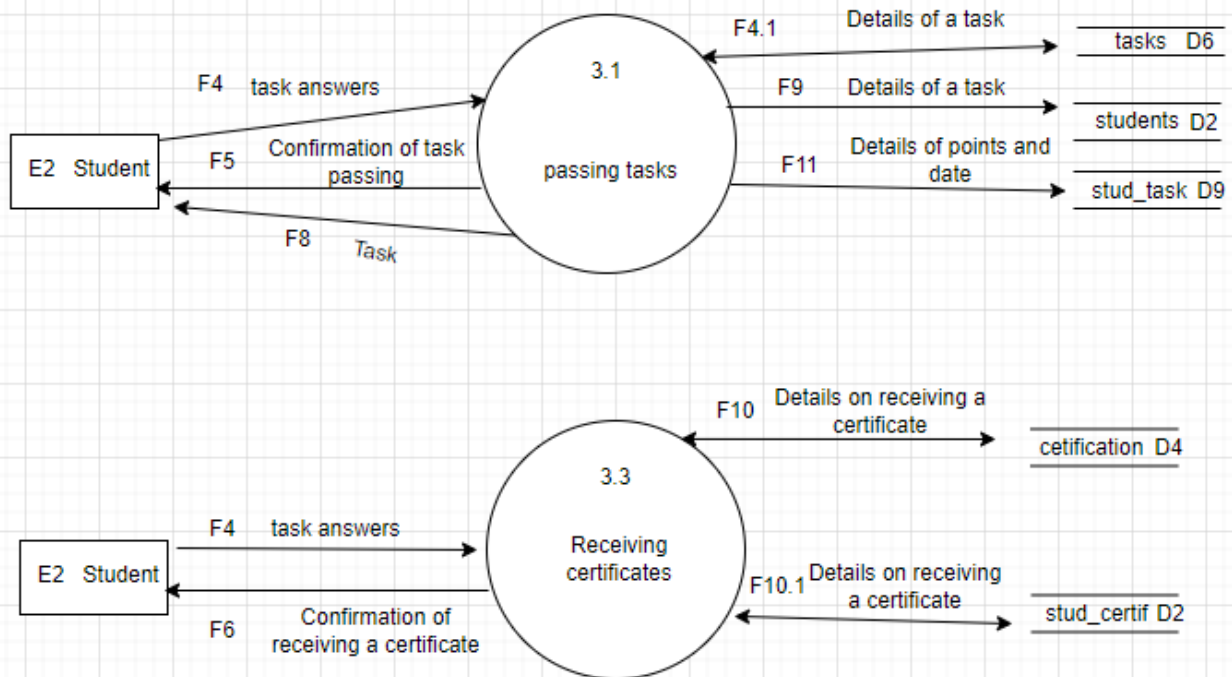 F4.1 Details of a task
tasks D6
3.1
F4 task answers
F9 Details of a task
students D2
E2 Student
F5 Confirmation of task
passing
passing tasks
F11 Details of points and
date
stud_task D9
F8 Task
F10 Details on receiving a
certificate
cetification D4
3.3
F4 task answers
Receiving
certificates
E2 Student
F10.1 Details on receiving
a certificate
stud_certif D2
F6 Confirmation of
receiving a certificate